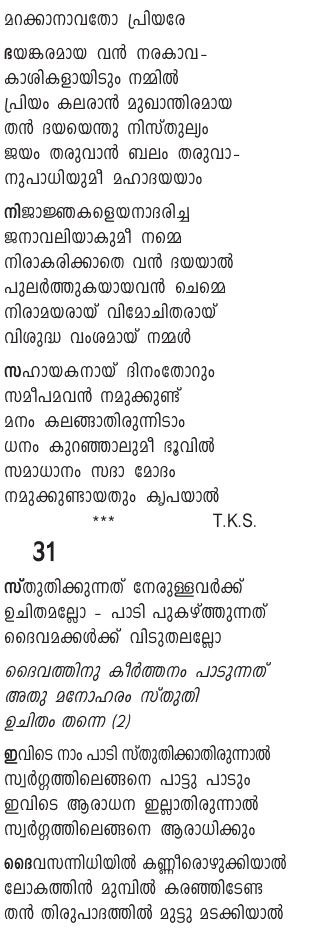 മറക്കാനാവതോ പ്രിയരേ
ഭയങ്കരമായ വൻ നരകാവ-
കാശികളായിടും നമ്മിൽ
പ്രിയം കലരാൻ മുഖാന്തിരമായ
തൻ ദയയെന്തു നിസ്തുല്യം
ജയം തരുവാൻ ബലം തരുവാ-
നുപാധിയുമീ മഹാദയയാം
നിജാജ്ഞകളെയനാദരിച്ച
ജനാവലിയാകുമീ നമ്മെ
നിരാകരിക്കാതെ വൻ ദയയാൽ
പുലർത്തുകയായവൻ ചെമ്മെ
നിരാമയരായ് വിമോചിതരായ്
വിശുദ്ധ വംശമായ് നമ്മൾ
സഹായകനായ് ദിനംതോറും
സമീപമവൻ നമുക്കുണ്ട്
മനം കലങ്ങാതിരുന്നിടാം
ധനം കുറഞ്ഞാലുമീ ഭൂവിൽ
സമാധാനം സദാ മോദം
നമുക്കുണ്ടായതും കൃപയാൽ
*** T.K.S.
31
സ്തുതിക്കുന്നത് നേരുള്ളവർക്ക്
ഉചിതമല്ലോ - പാടി പുകഴ്ത്തുന്നത്
ദൈവമക്കൾക്ക് വിടുതലല്ലോ
ദൈവത്തിനു കീർത്തനം പാടുന്നത്
അതു മനോഹരം സ്തുതി
ഉചിതം തന്നെ (2)
ഇവിടെ നാം പാടി സ്തുതിക്കാതിരുന്നാൽ
സ്വർഗ്ഗത്തിലെങ്ങനെ പാട്ടു പാടും
ഇവിടെ ആരാധന ഇല്ലാതിരുന്നാൽ
സ്വർഗ്ഗത്തിലെങ്ങനെ ആരാധിക്കും
ദൈവസന്നിധിയിൽ കണ്ണീരൊഴുക്കിയാൽ
ലോകത്തിൻ മുമ്പിൽ കരഞ്ഞിടേണ്ട
തൻ തിരുപാദത്തിൽ മുട്ടു മടക്കിയാൽ